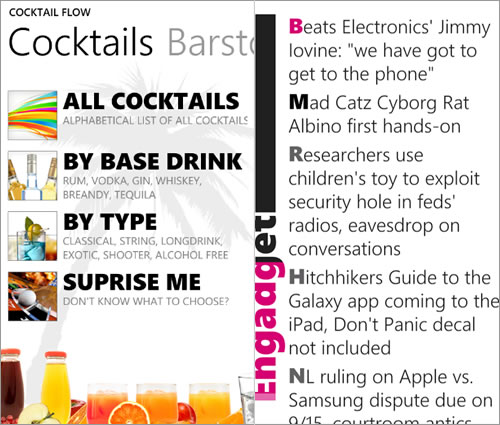 COCKTAIL FLOW
Cocktails Barsto
ALL COCKTAILS
ALPHABETICAL LIST OF ALL COCKTAILS
BY BASE DRINK
RUM, VODKA, GIN, WHISKEY,
BREANDY, TEQUILA
BY TYPE
CLASSICAL, STRING, LONGDRINK,
EXOTIC, SHOOTER, ALCOHOL FREE
SUPRISE ME
DON'T KNOW WHAT TO CHOOSE?
Engadget
Beats Electronics' Jimmy
Iovine: "we have got to
get to the phone"
Mad Catz Cyborg Rat
Albino first hands-on
Researchers use
children's toy to exploit
security hole in feds'
radios, eavesdrop on
conversations
Hitchhikers Guide to the
Galaxy app coming to the
iPad, Don't Panic decal
not included
NL ruling on Apple vs.
Samsung dispute due on
9/15, courtroom antics